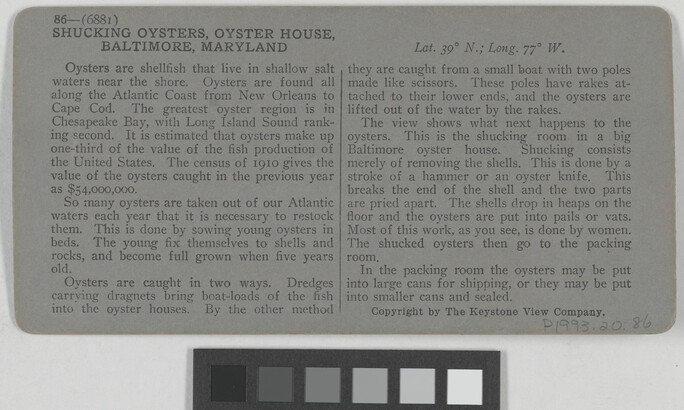 86—(6881)
SHUCKING OYSTERS, OYSTER HOUSE,
BALTIMORE, MARYLAND
Lat. 39° N.; Long. 77° W.
Oysters are shellfish that live in shallow salt
waters near the shore. Oysters are found all
along the Atlantic Coast from New Orleans to
Cape Cod. The greatest oyster region is in
Chesapeake Bay, with Long Island Sound rank-
ing second. It is estimated that oysters make up
one-third of the value of the fish production of
the United States. The census of 1910 gives the
value of the oysters caught in the previous year
as $54,000,000.
So many oysters are taken out of our Atlantic
waters each year that it is necessary to restock
them. This is done by sowing young oysters in
beds. The young fix themselves to shells and
rocks, and become full grown when five years
old.
Oysters are caught in two ways. Dredges
carrying dragnets bring boat-loads of the fish
into the oyster houses. By the other method
they are caught from a small boat with two poles
made like scissors. These poles have rakes at-
tached to their lower ends, and the oysters are
lifted out of the water by the rakes.
The view shows what next happens to the
oysters. This is the shucking room in a big
Baltimore oyster house. Shucking consists
merely of removing the shells. This is done by a
stroke of a hammer or an oyster knife. This
breaks the end of the shell and the two parts
are pried apart. The shells drop in heaps on the
floor and the oysters are put into pails or vats.
Most of this work, as you see, is done by women.
The shucked oysters then go to the packing
room.
In the packing room the oysters may be put
into large cans for shipping, or they may be put
into smaller cans and sealed.
Copyright by The Keystone View Company.
P1993.20.86